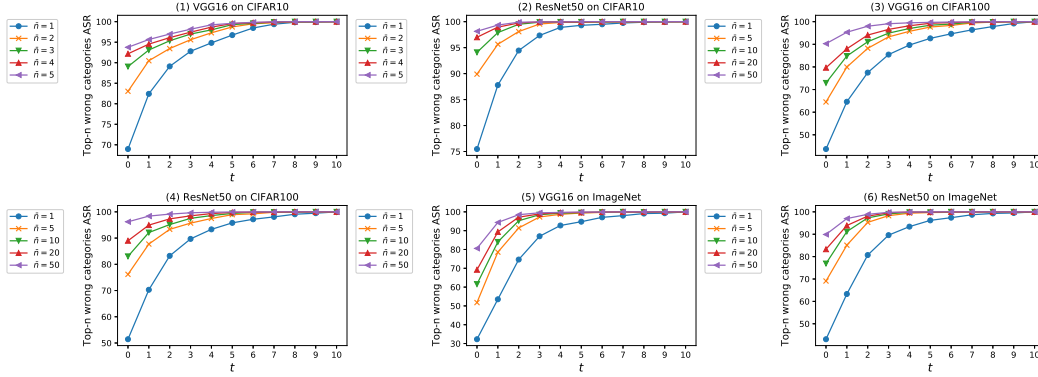 (1) VGG16 on CIFAR10
Top-n wrong categories ASR
100
95
90
85
80
75
70
0 1 2 3 4 5 6 7 8 9 10
t
ñ = 1
ñ = 2
ñ = 3
ñ = 4
ñ = 5
(2) ResNet50 on CIFAR10
Top-n wrong categories ASR
100
95
90
85
80
75
0 1 2 3 4 5 6 7 8 9 10
t
ñ = 1
ñ = 2
ñ = 3
ñ = 4
ñ = 5
(3) VGG16 on CIFAR100
Top-n wrong categories ASR
100
90
80
70
60
50
0 1 2 3 4 5 6 7 8 9 10
t
ñ = 1
ñ = 5
ñ = 10
ñ = 20
ñ = 50
(4) ResNet50 on CIFAR100
Top-n wrong categories ASR
100
90
80
70
60
50
0 1 2 3 4 5 6 7 8 9 10
t
ñ = 1
ñ = 5
ñ = 10
ñ = 20
ñ = 50
(5) VGG16 on ImageNet
Top-n wrong categories ASR
100
90
80
70
60
50
40
30
0 1 2 3 4 5 6 7 8 9 10
t
ñ = 1
ñ = 5
ñ = 10
ñ = 20
ñ = 50
(6) ResNet50 on ImageNet
Top-n wrong categories ASR
100
90
80
70
60
50
0 1 2 3 4 5 6 7 8 9 10
t
ñ = 1
ñ = 5
ñ = 10
ñ = 20
ñ = 50